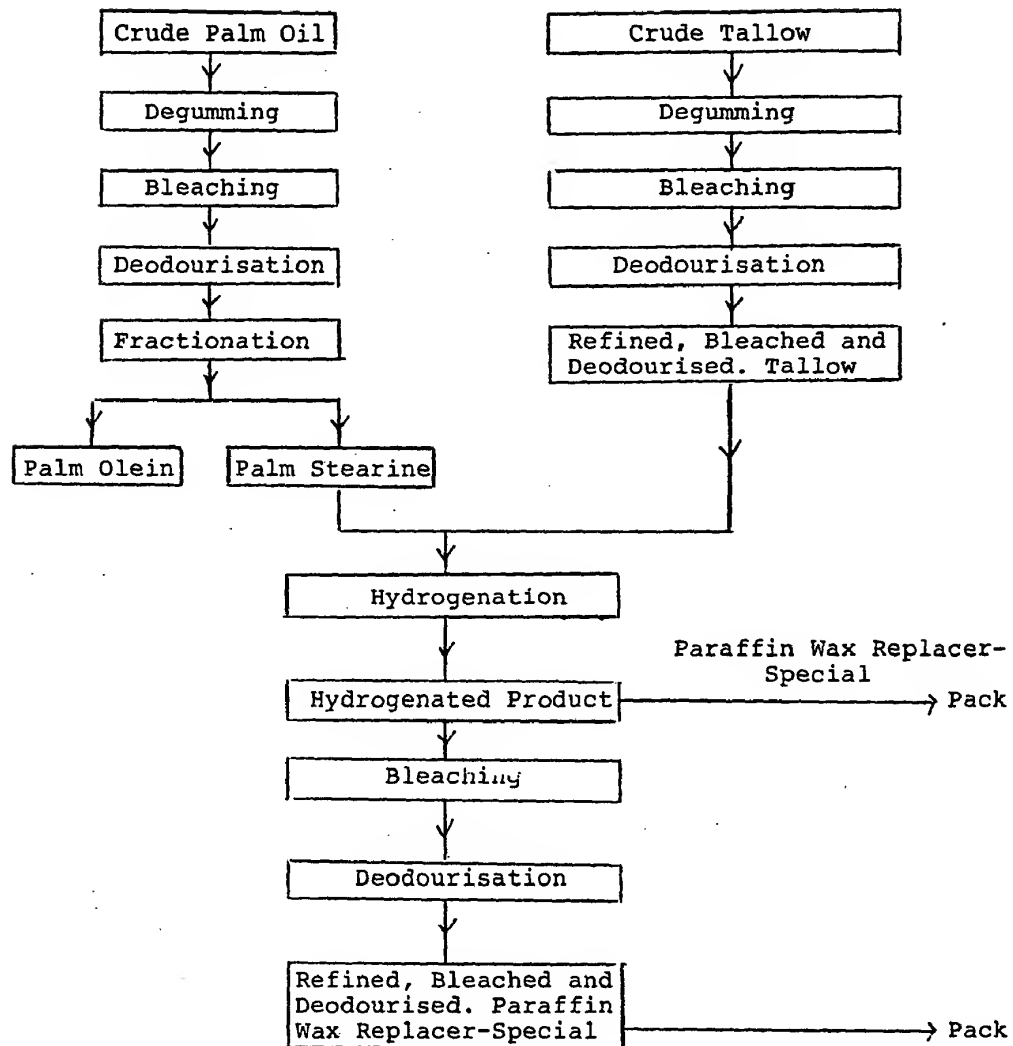 Crude Palm Oil
Degumming
Bleaching
Deodourisation
Fractionation
Palm Olein
Palm Stearine
Crude Tallow
Degumming
Bleaching
Deodourisation
Refined, Bleached and
Deodourised. Tallow
Hydrogenation
Hydrogenated Product
Paraffin Wax Replacer-
Special
Pack
Bleaching
Deodourisation
Refined, Bleached and
Deodourised. Paraffin
Wax Replacer-Special
Pack